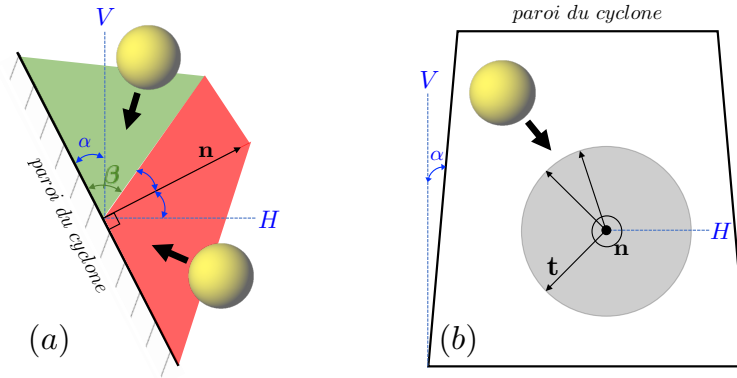 V
α
β
n
H
paroi du cyclone
(a)
paroi du cyclone
V
α
H
n
t
(b)